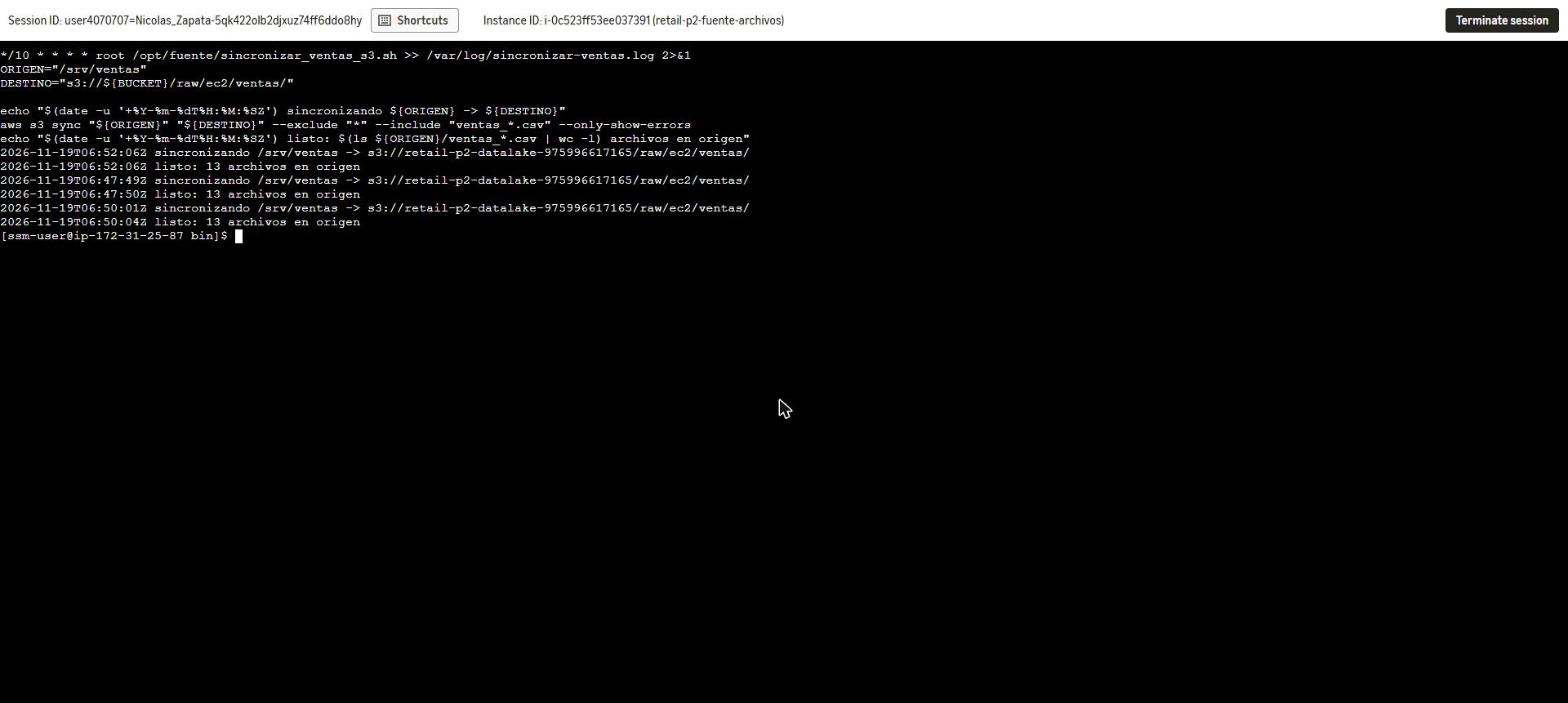 Session ID: user4070707=Nicolas_Zapata-5qk422olb2djxuz74ff6ddo8hy Shortcuts Instance ID: i-0c523ff53ee037391 (retail-p2-fuente-archivos) Terminate session
*/10 * * * * root /opt/fuente/sincronizar_ventas_s3.sh >> /var/log/sincronizar-ventas.log 2>&1
ORIGEN="/srv/ventas"
DESTINO="s3://${BUCKET}/raw/ec2/ventas/"
echo "$(date -u '+%Y-%m-%dT%H:%M:%SZ') sincronizando ${ORIGEN} -> ${DESTINO}"
aws s3 sync "${ORIGEN}" "${DESTINO}" --exclude "*" --include "ventas_*.csv" --only-show-errors
echo "$(date -u '+%Y-%m-%dT%H:%M:%SZ') listo: $(ls ${ORIGEN}/ventas_*.csv | wc -l) archivos en origen"
2026-11-19T06:52:06Z sincronizando /srv/ventas -> s3://retail-p2-datalake-975996617165/raw/ec2/ventas/
2026-11-19T06:52:06Z listo: 13 archivos en origen
2026-11-19T06:47:49Z sincronizando /srv/ventas -> s3://retail-p2-datalake-975996617165/raw/ec2/ventas/
2026-11-19T06:47:50Z listo: 13 archivos en origen
2026-11-19T06:50:01Z sincronizando /srv/ventas -> s3://retail-p2-datalake-975996617165/raw/ec2/ventas/
2026-11-19T06:50:04Z listo: 13 archivos en origen
[ssm-user@ip-172-31-25-87 bin]$